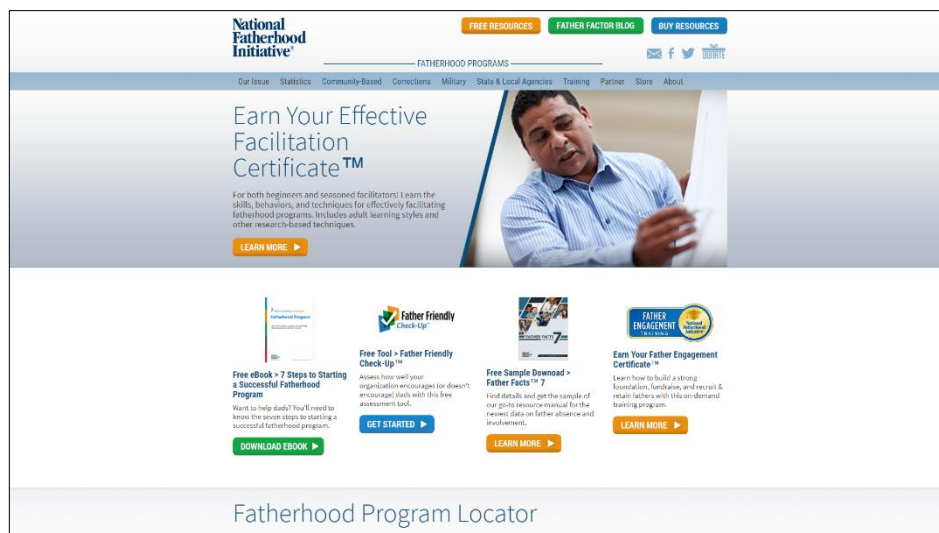 National
Fatherhood
Initiative®
FREE RESOURCES
FATHER FACTOR BLOG
BUY RESOURCES
DONATE
FATHERHOOD PROGRAMS
Our Issue Statistics Community-Based Corrections Military State & Local Agencies Training Partner Store About
Earn Your Effective
Facilitation
Certificate™
For both beginners and seasoned facilitators! Learn the
skills, behaviors, and techniques for effectively facilitating
fatherhood programs. Includes adult learning styles and
other research-based techniques.
LEARN MORE
Fatherhood Program
Free eBook > 7 Steps to Starting
a Successful Fatherhood
Program
Want to help dads? You'll need to
know the seven steps to starting a
successful fatherhood program.
DOWNLOAD EBOOK
Father Friendly
Check-Up™
Free Tool > Father Friendly
Check-Up™
Assess how well your
organization encourages (or doesn't
encourage) dads with this free
assessment tool.
GET STARTED
FATHER FACTS 7
Free Sample Downoad >
Father Facts™ 7
Find details and get the sample of
our go-to resource manual for the
newest data on father absence and
involvement.
LEARN MORE
FATHER
ENGAGEMENT
TRAINING
National
Fatherhood
Initiative
Earn Your Father Engagement
Certificate™
Learn how to build a strong
foundation, fundraise, and recruit &
retain fathers with this on-demand
training program.
LEARN MORE
Fatherhood Program Locator